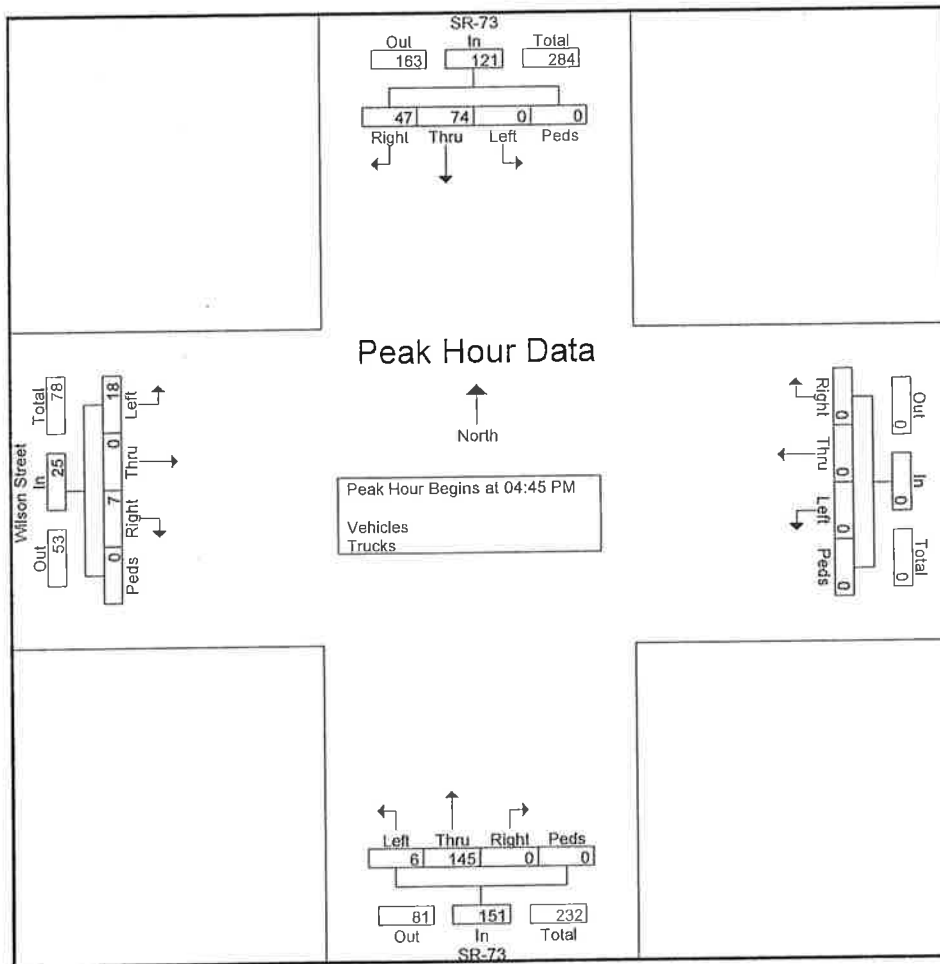 SR-73
Out In Total
163 121 284
47 74 0 0
Right Thru Left Peds
Peak Hour Data
North
Peak Hour Begins at 04:45 PM
Vehicles
Trucks
Wilson Street
Total In Out
78 25 53
18 0 7 0
Left Thru Right Peds
Right Thru Left Peds
0 0 0 0
0 0 0
Out In Total
Left Thru Right Peds
6 145 0 0
81 151 232
Out In Total
SR-73